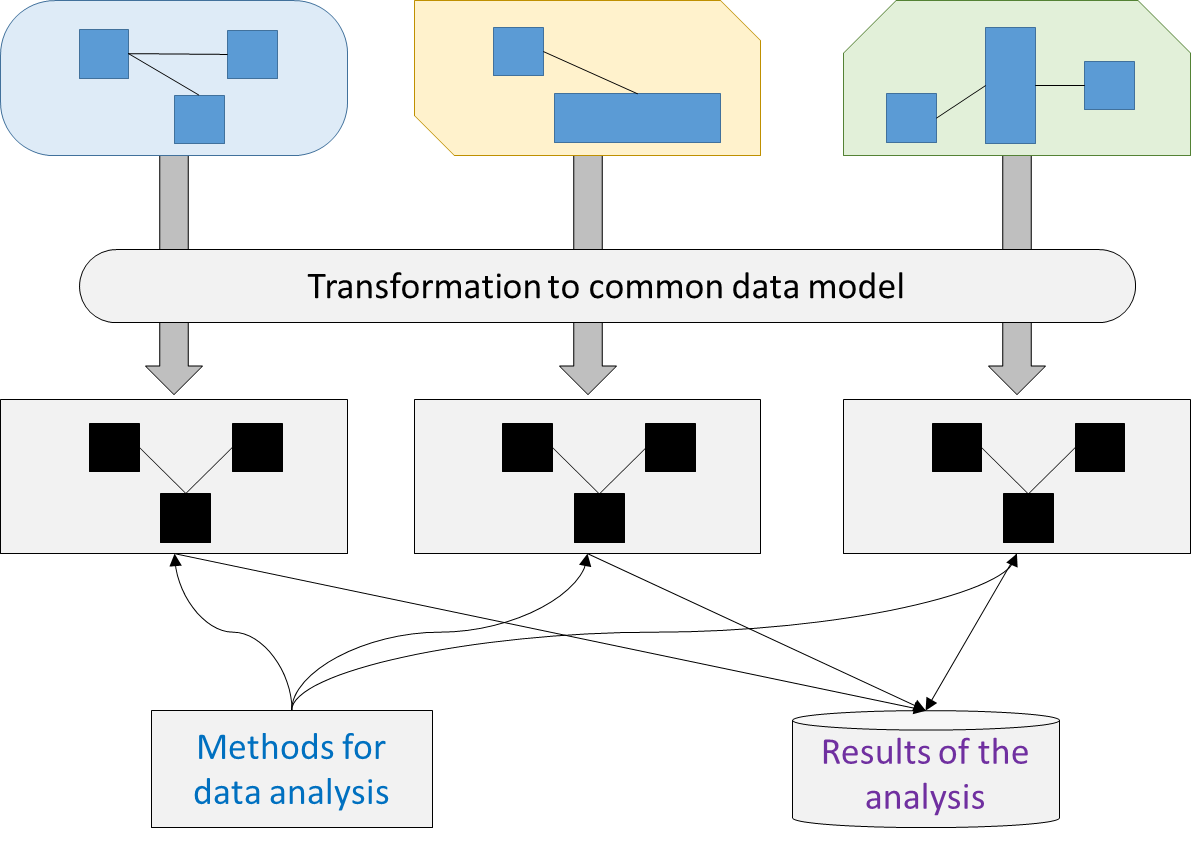 Transformation to common data model
Methods for
data analysis
Results of the
analysis